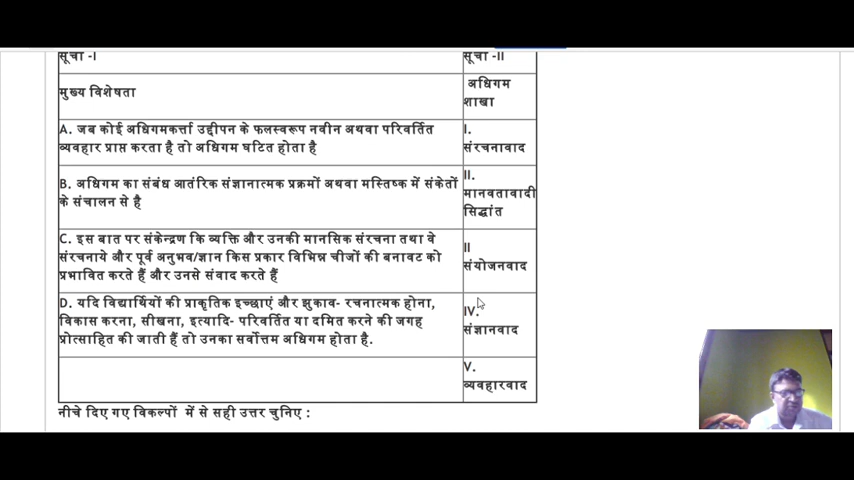 सूची -I
सूची -II
मुख्य विशेषता
अधिगम
शाखा
A. जब कोई अधिगमकर्त्ता उद्दीपन के फलस्वरूप नवीन अथवा परिवर्तित
व्यवहार प्राप्त करता है तो अधिगम घटित होता है
I.
संरचनावाद
B. अधिगम का संबंध आतंरिक संज्ञानात्मक प्रक्रमों अथवा मस्तिष्क में संकेतों
के संचालन से है
II.
मानवतावादी
सिद्धांत
C. इस बात पर संकेन्द्रण कि व्यक्ति और उनकी मानसिक संरचना तथा वे
संरचनाये और पूर्व अनुभव/ज्ञान किस प्रकार विभिन्न चीजों की बनावट को
प्रभावित करते हैं और उनसे संवाद करते हैं
II
संयोजनवाद
D. यदि विद्यार्थियों की प्राकृतिक इच्छाएं और झुकाव- रचनात्मक होना,
विकास करना, सीखना, इत्यादि- परिवर्तित या दमित करने की जगह
प्रोत्साहित की जाती हैं तो उनका सर्वोत्तम अधिगम होता है.
IV.
संज्ञानवाद
V.
व्यवहारवाद
नीचे दिए गए विकल्पों में से सही उत्तर चुनिए :